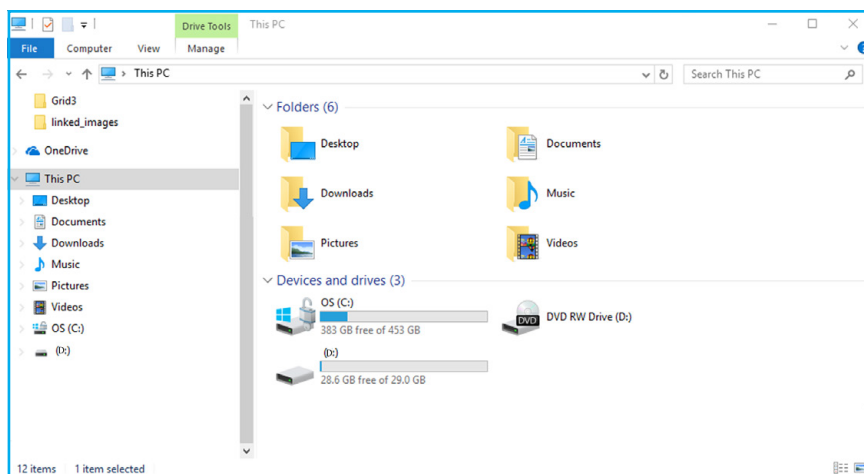 Drive Tools This PC
File Computer View Manage
This PC Search This PC
Grid3
linked_images
OneDrive
This PC
Desktop
Documents
Downloads
Music
Pictures
Videos
OS (C:)
(D:)
Folders (6)
Desktop
Documents
Downloads
Music
Pictures
Videos
Devices and drives (3)
OS (C:)
383 GB free of 453 GB
DVD
DVD RW Drive (D:)
(D:)
28.6 GB free of 29.0 GB
12 items 1 item selected